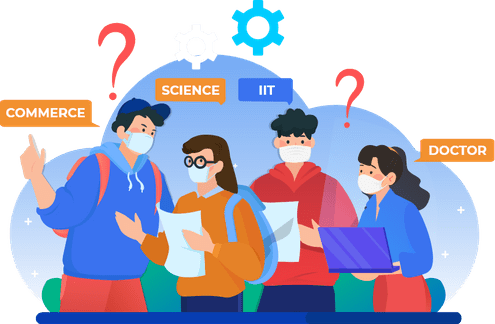 ?
SCIENCE
IIT
?
COMMERCE
DOCTOR